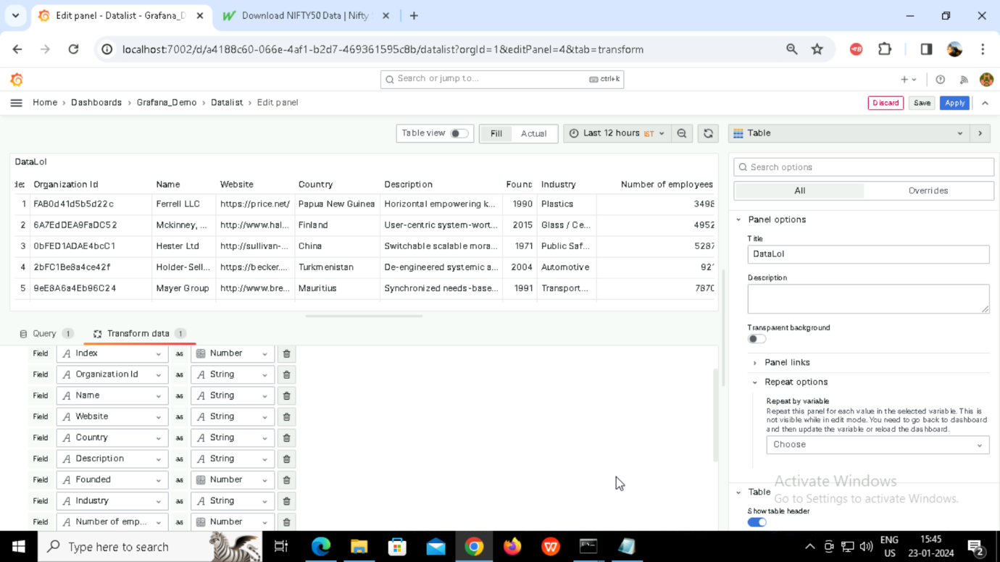 Edit panel - Datalist - Grafana_D
Download NIFTY50 Data | Nifty
localhost:7002/d/a4188c60-066e-4af1-b2d7-469361595c8b/datalist?orgId=1&editPanel=4&tab=transform
Search or jump to...
ctrl+k
Home › Dashboards › Grafana_Demo › Datalist › Edit panel
Discard
Save
Apply
Table view
Fill
Actual
Last 12 hours IST
Table
DataLol
Organization Id Name Website Country Description Industry Number of employees
1 FAB0d41d5b5d22c Ferrell LLC https://price.net/ Papua New Guinea Horizontal empowering k... 1990 Plastics 3498
2 6A7EdDEA9FaDC52 Mckinney, ... http://www.hal... Finland User-centric system-wort... 2015 Glass / Ce... 4952
3 0bFED1ADAE4bcC1 Hester Ltd http://sullivan-... China Switchable scalable mora... 1971 Public Saf... 5287
4 2bFC1Be8a4ce42f Holder-Sell... https://becker.... Turkmenistan De-engineered systemic a... 2004 Automotive 921
5 9eE8A6a4Eb96C24 Mayer Group http://www.bre... Mauritius Synchronized needs-base... 1991 Transport... 7870
Query 1
Transform data 1
Field Index as Number
Field Organization Id as String
Field Name as String
Field Website as String
Field Country as String
Field Description as String
Field Founded as Number
Field Industry as String
Field Number of emp... as Number
Search options
All
Overrides
Panel options
Title
DataLol
Description
Transparent background
Panel links
Repeat options
Repeat by variable
Repeat this panel for each value in the selected variable. This is
not visible while in edit mode. You need to go back to dashboard
and then update the variable or reload the dashboard.
Choose
Table
Show table header
Activate Windows
Go to Settings to activate Windows.
Type here to search
ENG
US
15:45
23-01-2024
2